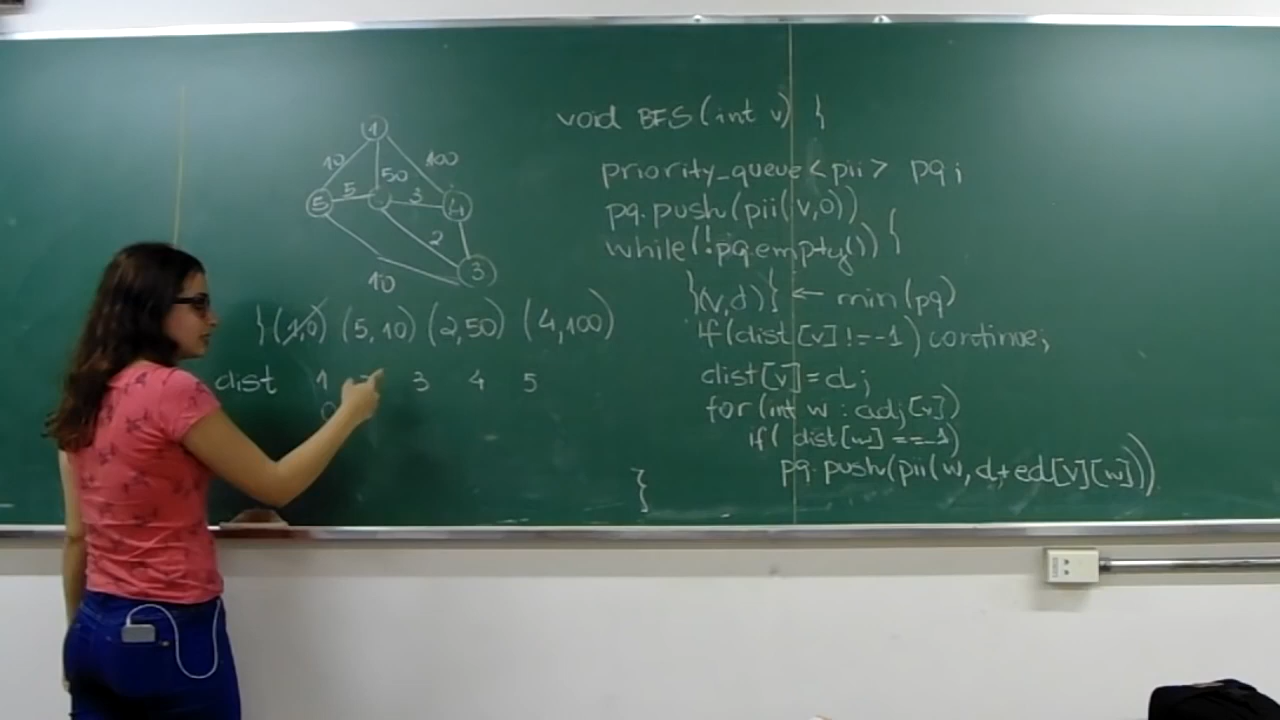 1
10 100
50
5 5 3 4
2
3
10
{(1,0) (5,10) (2,50) (4,100)
dist 1 3 4 5
0
void BFS(int v) {
priority_queue<pii> pq;
pq.push(pii(v,0))
while(!pq.empty()) {
}(v,d)} ← min(pq)
if(dist[v]!=-1) continue;
dist[v]=d;
for(int w : adj[v])
if( dist[w]==-1)
pq.push(pii(w,d+ed[v][w]))
}